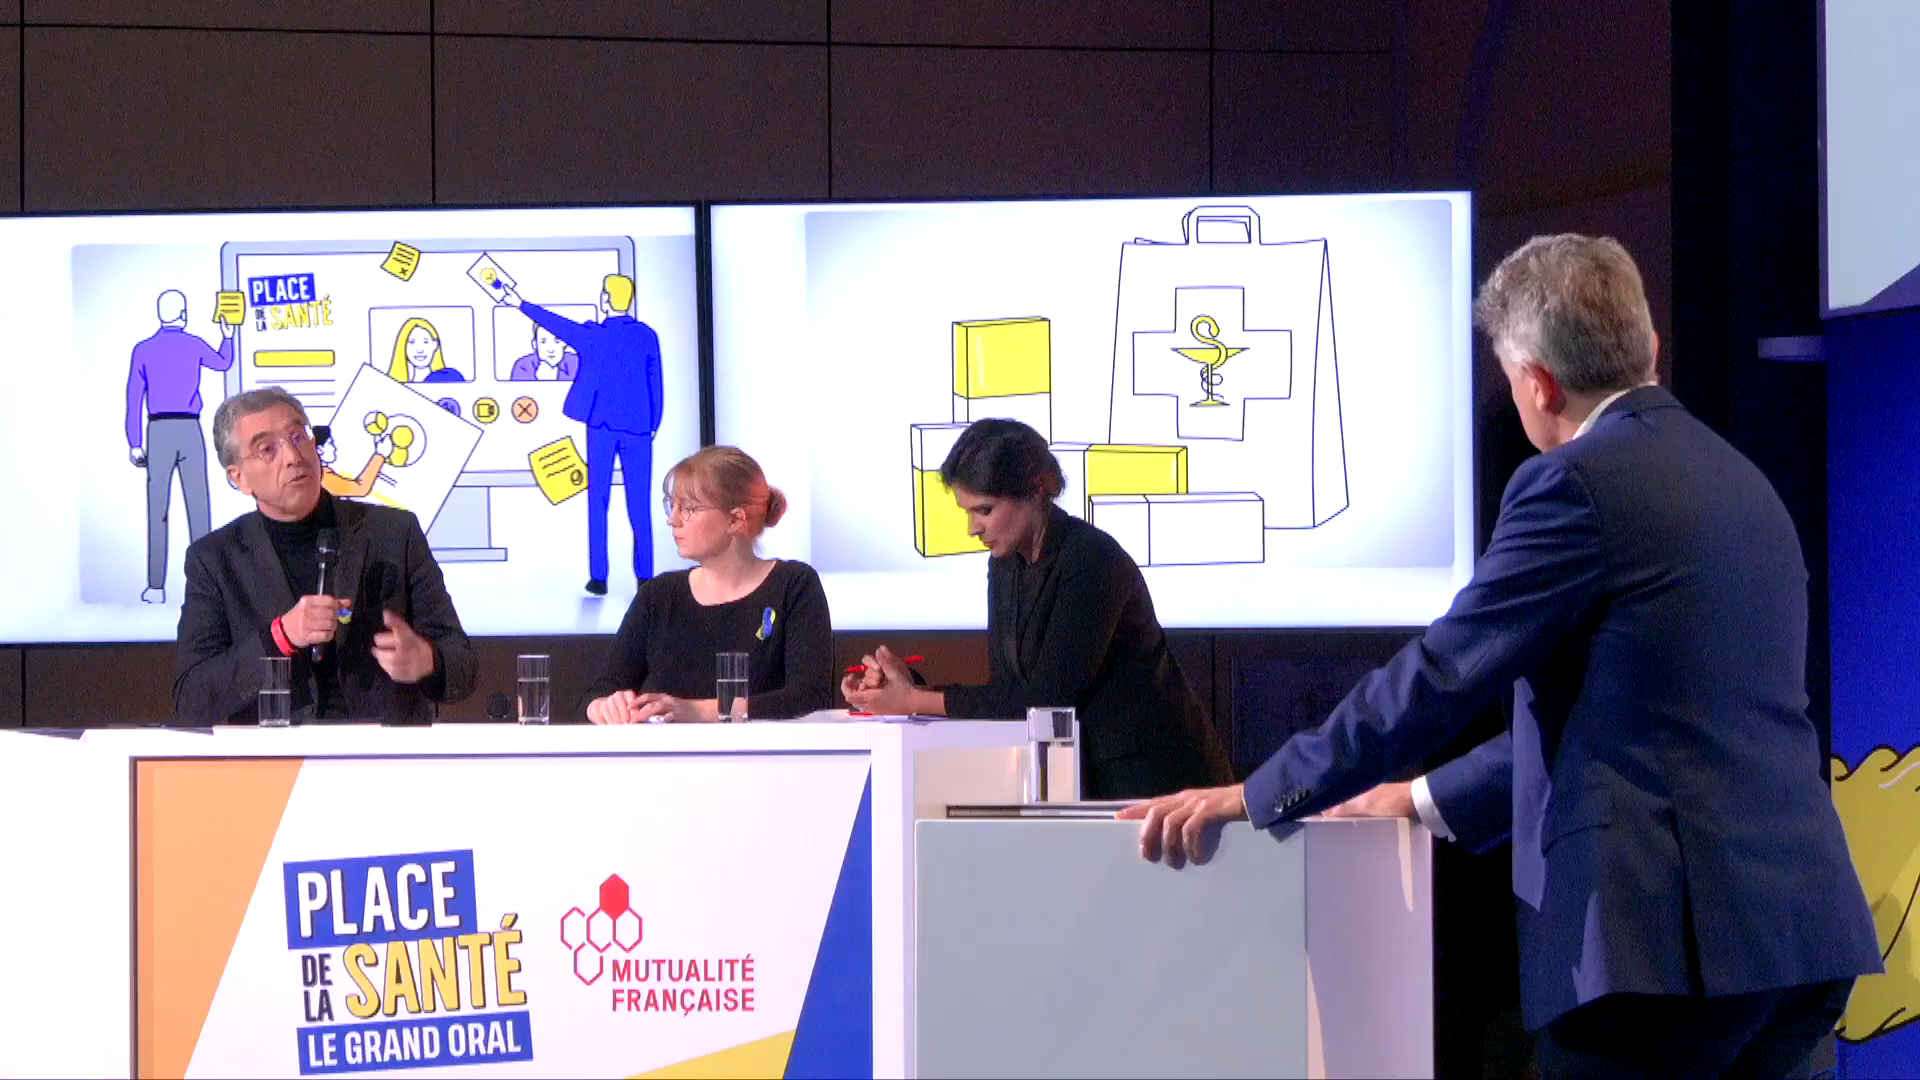 PLACE
DE LA SANTÉ
PLACE
DE
LA SANTÉ
LE GRAND ORAL
MUTUALITÉ
FRANÇAISE